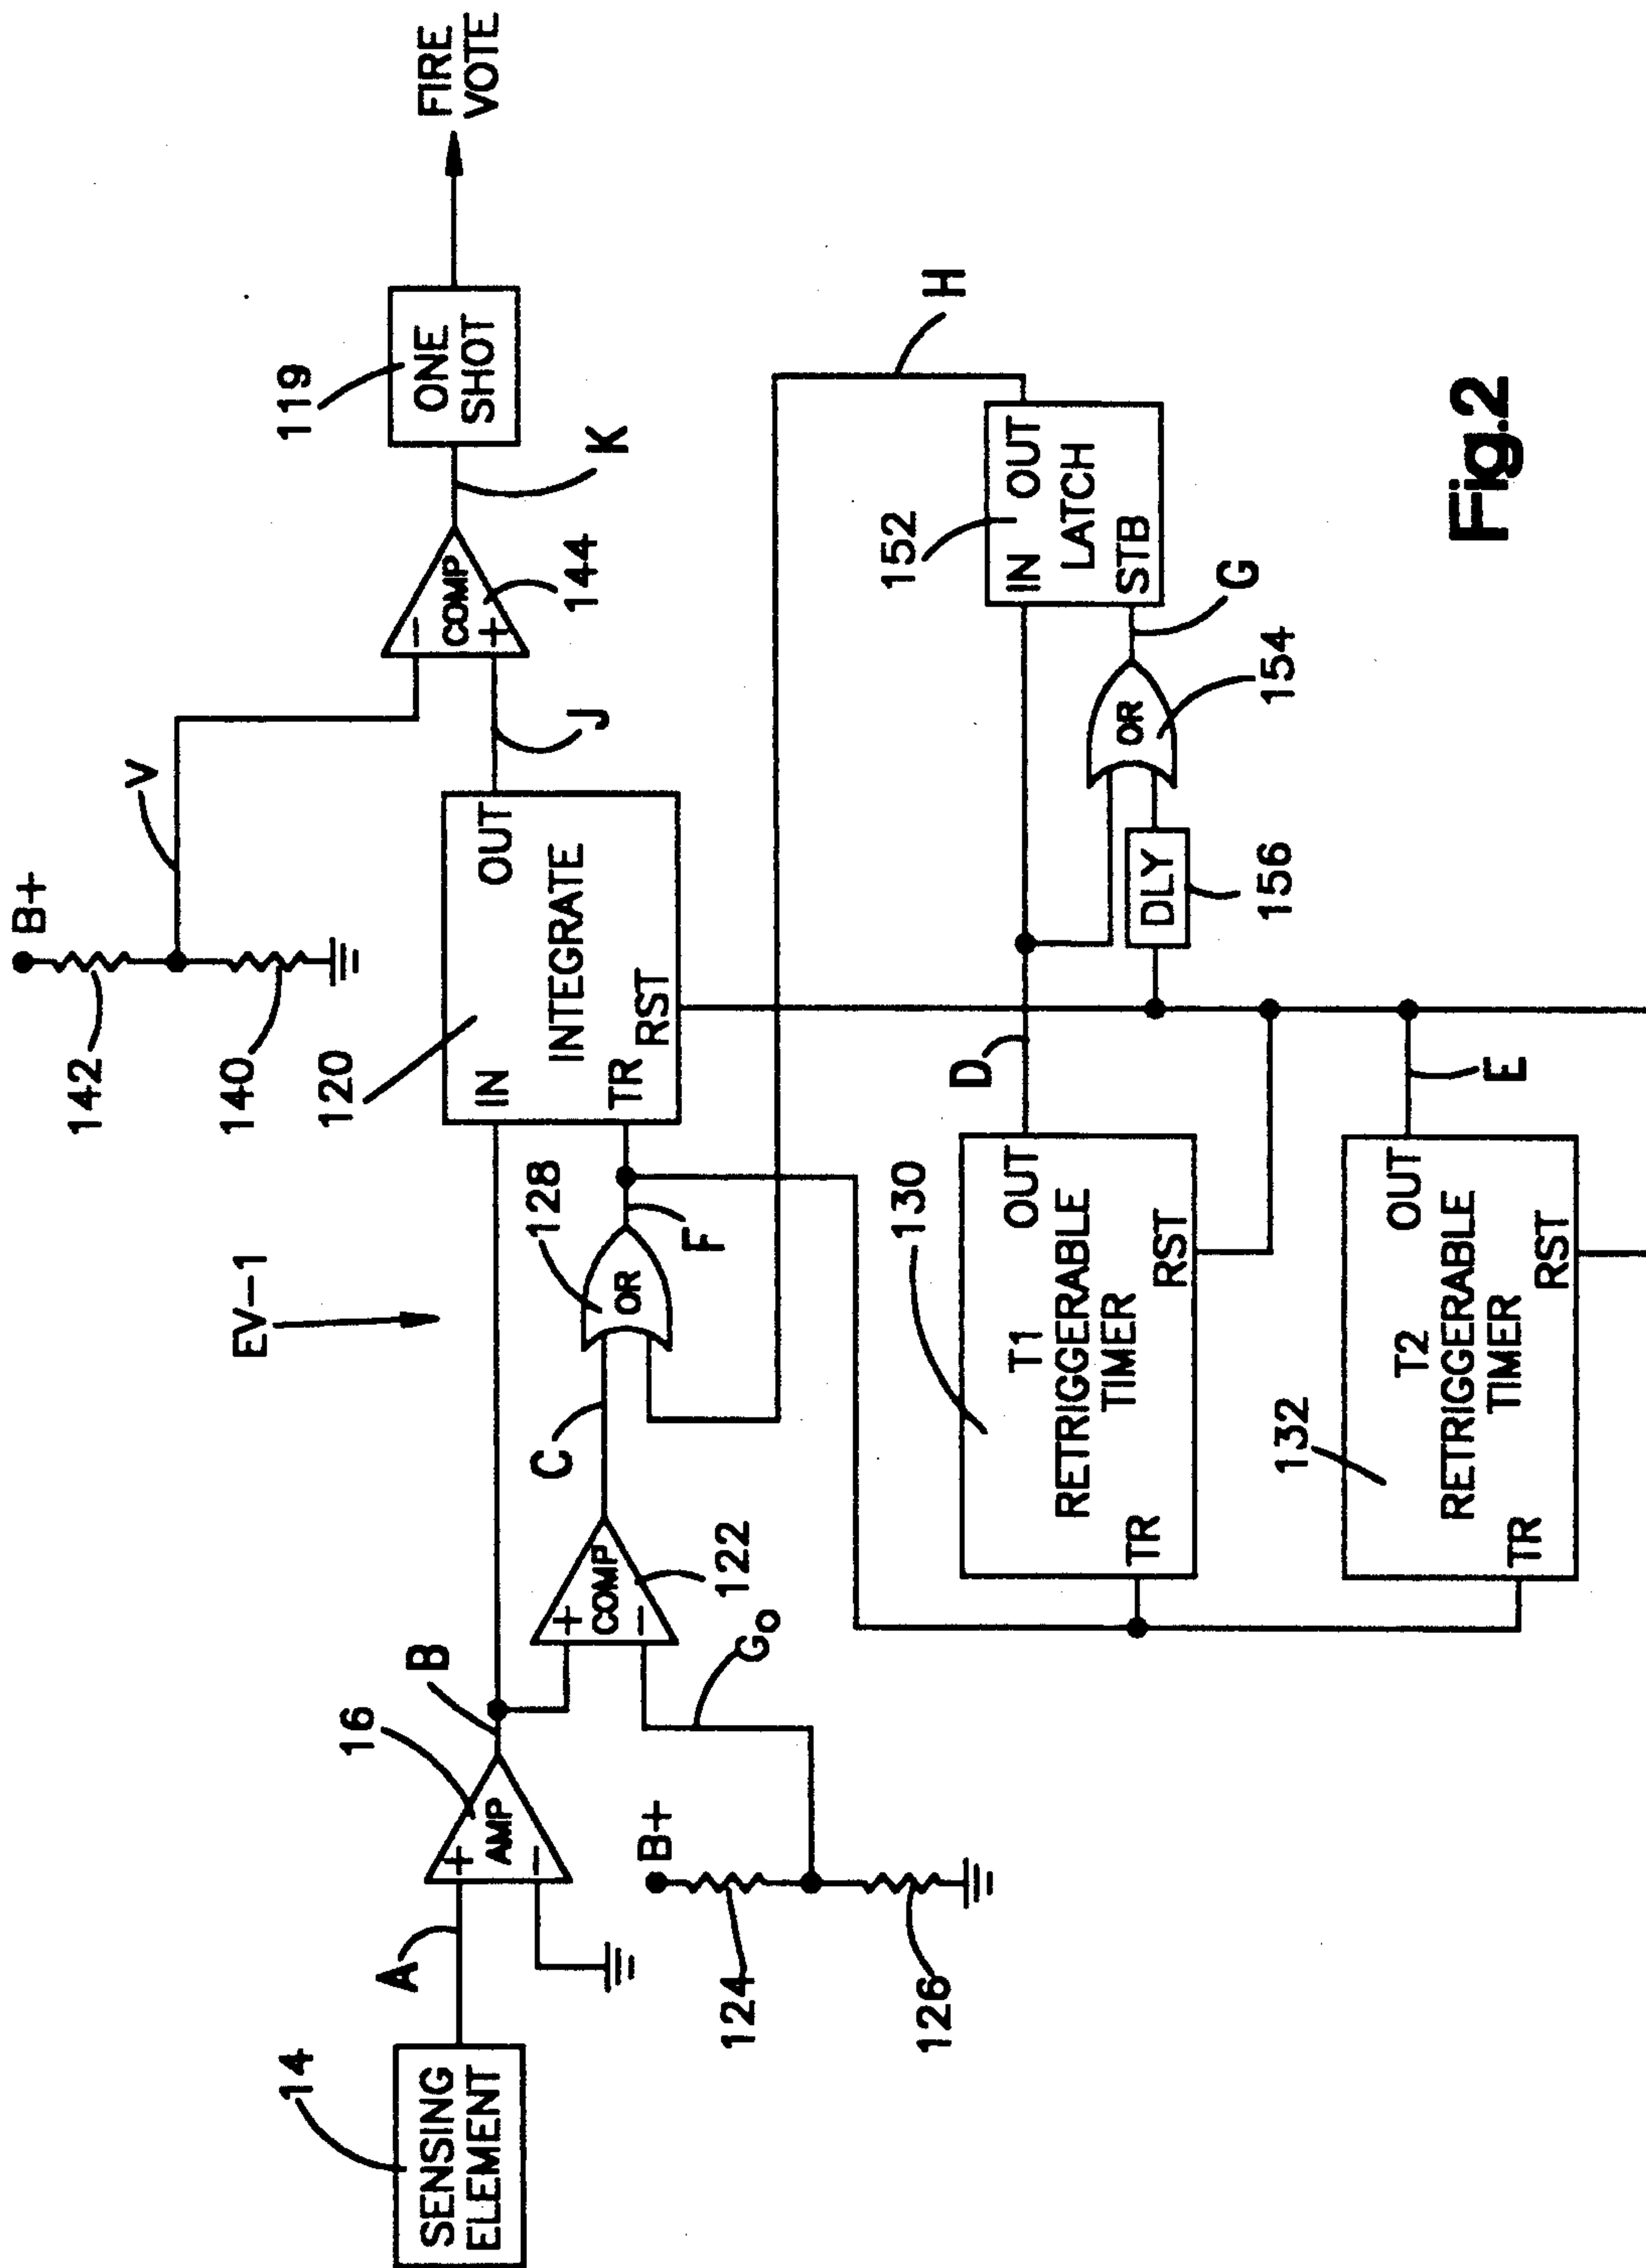 EV-1
14
SENSING
ELEMENT
A
16
+
AMP
-
B
B+
124
126
G0
+
COMP
-
122
C
128
OR
F
B+
142
140
V
120
IN
OUT
INTEGRATE
TR
RST
J
-
COMP
+
144
K
119
ONE
SHOT
FIRE
VOTE
H
130
T1
RETRIGGERABLE
TIMER
TR
OUT
RST
D
132
T2
RETRIGGERABLE
TIMER
TR
OUT
RST
E
DLY
156
OR
154
G
152
IN
OUT
LATCH
STB
Fig.2